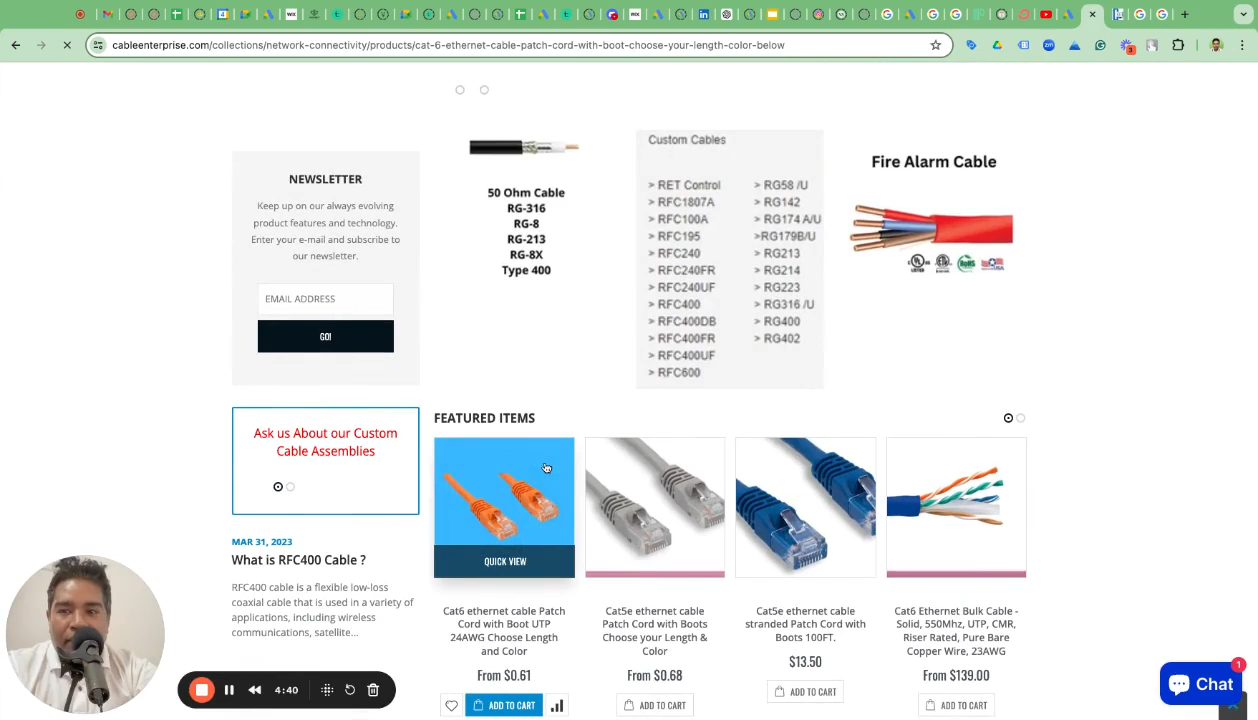 cableenterprise.com/collections/network-connectivity/products/cat-6-ethernet-cable-patch-cord-with-boot-choose-your-length-color-below
NEWSLETTER
Keep up on our always evolving
product features and technology.
Enter your e-mail and subscribe to
our newsletter.
EMAIL ADDRESS
GO!
50 Ohm Cable
RG-316
RG-8
RG-213
RG-8X
Type 400
Custom Cables
> RET Control
> RFC1807A
> RFC100A
> RFC195
> RFC240
> RFC240FR
> RFC240UF
> RFC400
> RFC400DB
> RFC400FR
> RFC400UF
> RFC600
> RG58 /U
> RG142
> RG174 A/U
>RG179B/U
> RG213
> RG214
> RG223
> RG316 /U
> RG400
> RG402
Fire Alarm Cable
Ask us About our Custom
Cable Assemblies
MAR 31, 2023
What is RFC400 Cable ?
RFC400 cable is a flexible low-loss
coaxial cable that is used in a variety of
applications, including wireless
communications, satellite...
FEATURED ITEMS
QUICK VIEW
Cat6 ethernet cable Patch
Cord with Boot UTP
24AWG Choose Length
and Color
From $0.61
ADD TO CART
Cat5e ethernet cable
Patch Cord with Boots
Choose your Length &
Color
From $0.68
ADD TO CART
Cat5e ethernet cable
stranded Patch Cord with
Boots 100FT.
$13.50
ADD TO CART
Cat6 Ethernet Bulk Cable -
Solid, 550Mhz, UTP, CMR,
Riser Rated, Pure Bare
Copper Wire, 23AWG
From $139.00
ADD TO CART
4:40
Chat
1